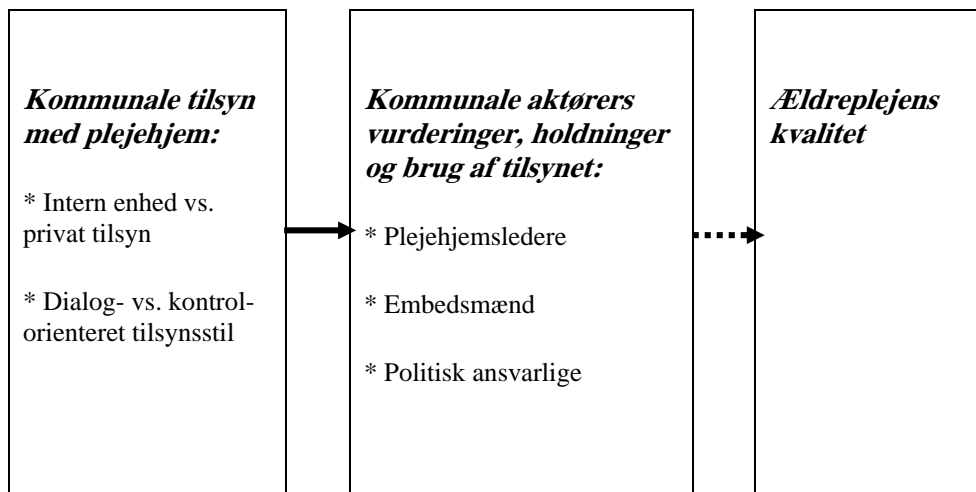 Kommunale tilsyn
med plejehjem:
* Intern enhed vs.
privat tilsyn
* Dialog- vs. kontrol-
orienteret tilsynsstil
Kommunale aktørers
vurderinger, holdninger
og brug af tilsynet:
* Plejehjemsledere
* Embedsmænd
* Politisk ansvarlige
Ældreplejens
kvalitet